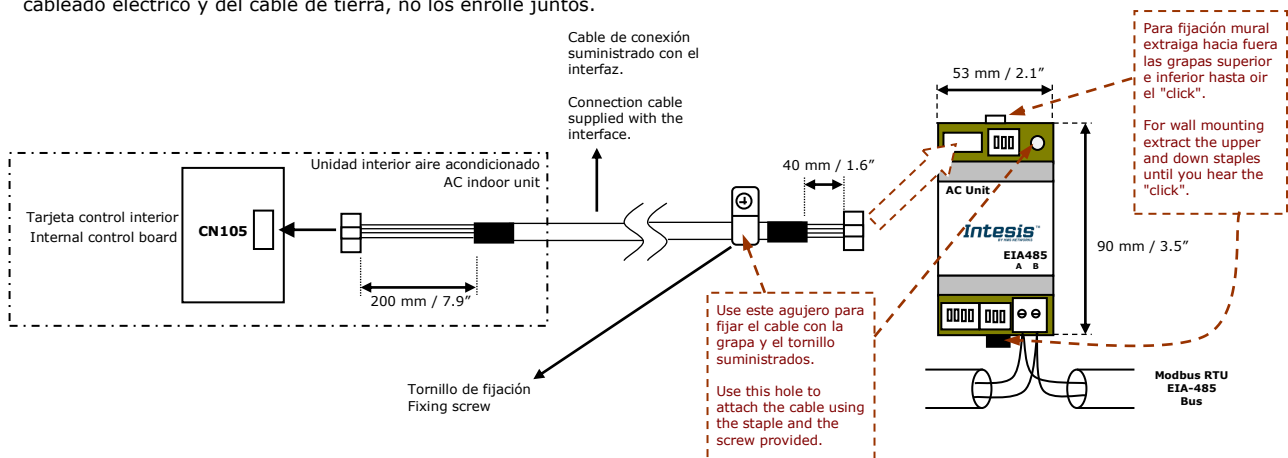 cableado eléctrico y del cable de tierra, no los enrolle juntos.
Cable de conexión
suministrado con el
interfaz.
Connection cable
supplied with the
interface.
Para fijación mural
extraiga hacia fuera
las grapas superior
e inferior hasta oir
el "click".
For wall mounting
extract the upper
and down staples
until you hear the
"click".
53 mm / 2.1”
Unidad interior aire acondicionado
AC indoor unit
40 mm / 1.6”
Tarjeta control interior
Internal control board
CN105
AC Unit
Intesis™
BY HMS NETWORKS
EIA485
A B
90 mm / 3.5”
200 mm / 7.9”
Use este agujero para
fijar el cable con la
grapa y el tornillo
suministrados.
Use this hole to
attach the cable using
the staple and the
screw provided.
Tornillo de fijación
Fixing screw
Modbus RTU
EIA-485
Bus